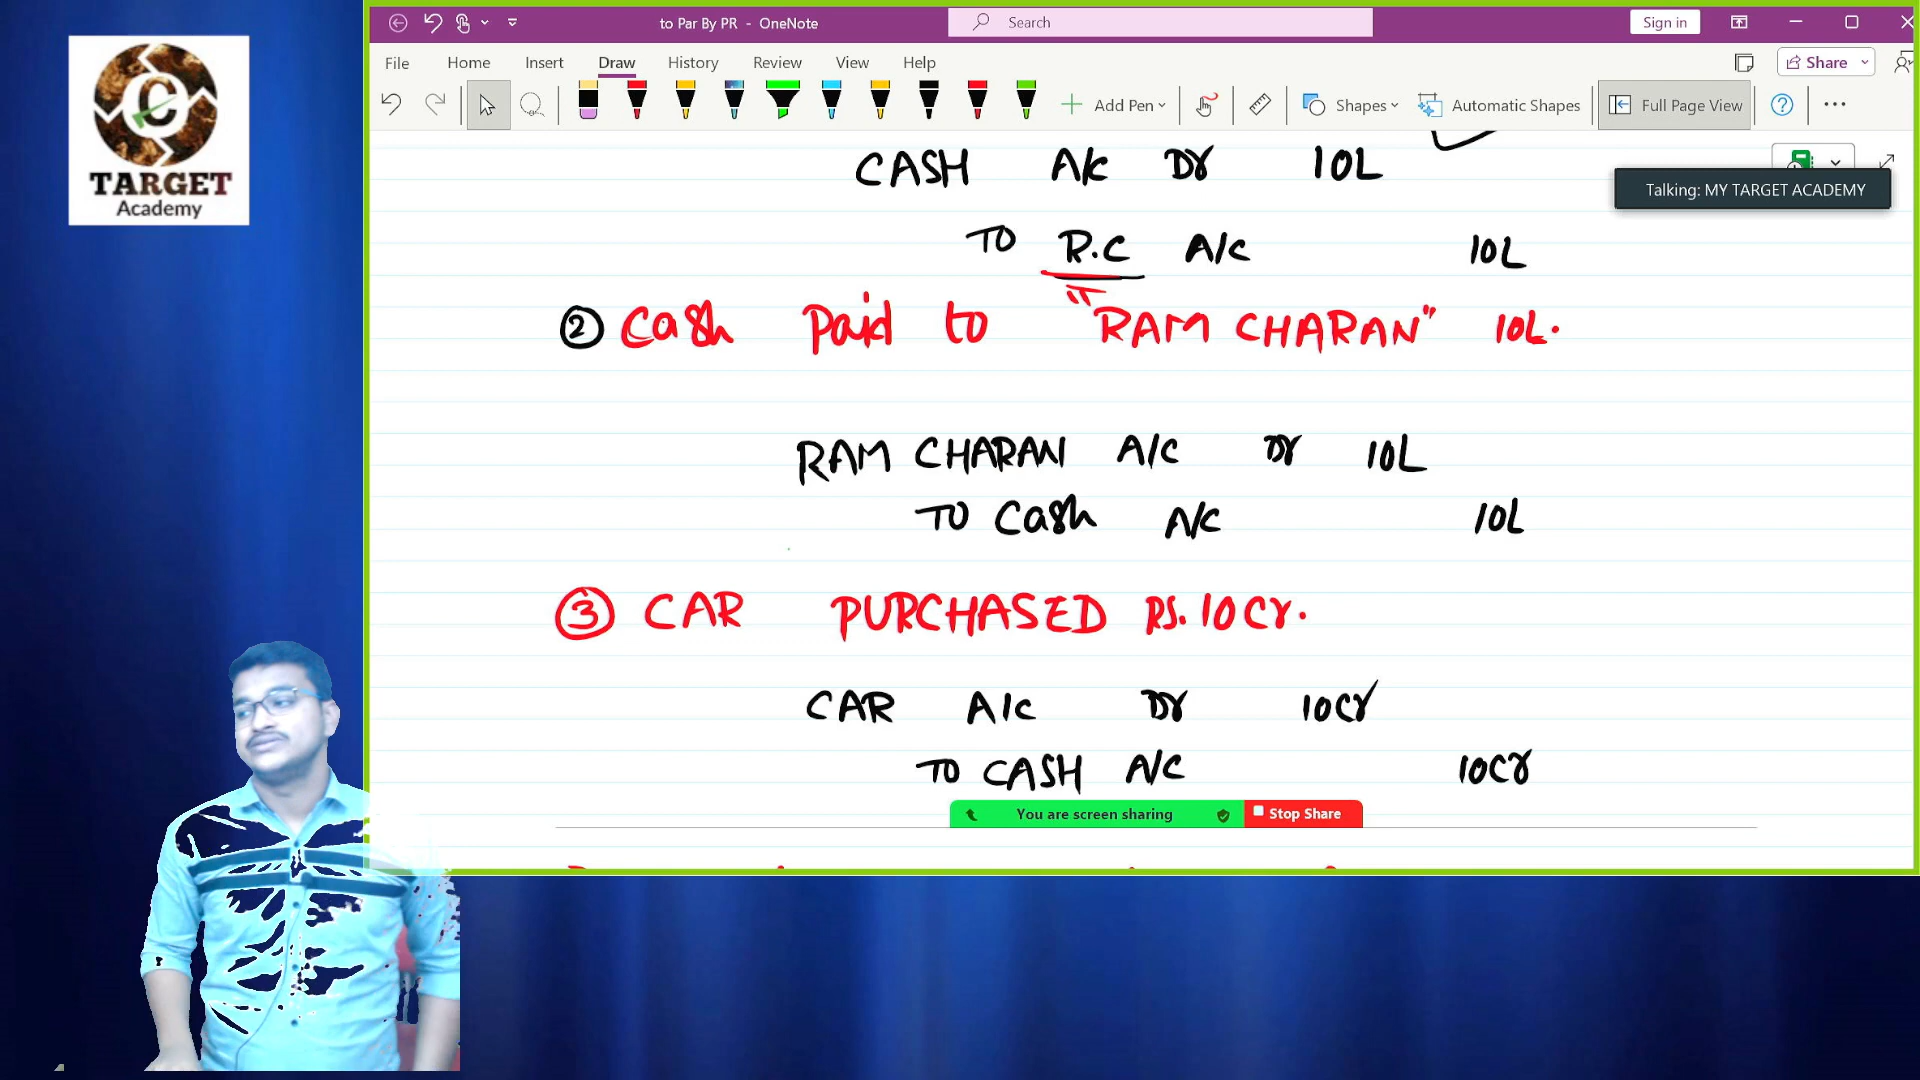 to Par By PR - OneNote
Search
Sign in
File Home Insert Draw History Review View Help
Share
Add Pen
Shapes
Automatic Shapes
Full Page View
C
TARGET
Academy
Talking: MY TARGET ACADEMY
CASH A/c Dr 10L
TO R.C A/c 10L
② Cash Paid to "RAM CHARAN" 10L.
RAM CHARAN A/C Dr 10L
TO Cash A/C 10L
③ CAR PURCHASED RS. 10Cr.
CAR A/c Dr 10Cr
TO CASH A/C 10Cr
You are screen sharing
Stop Share